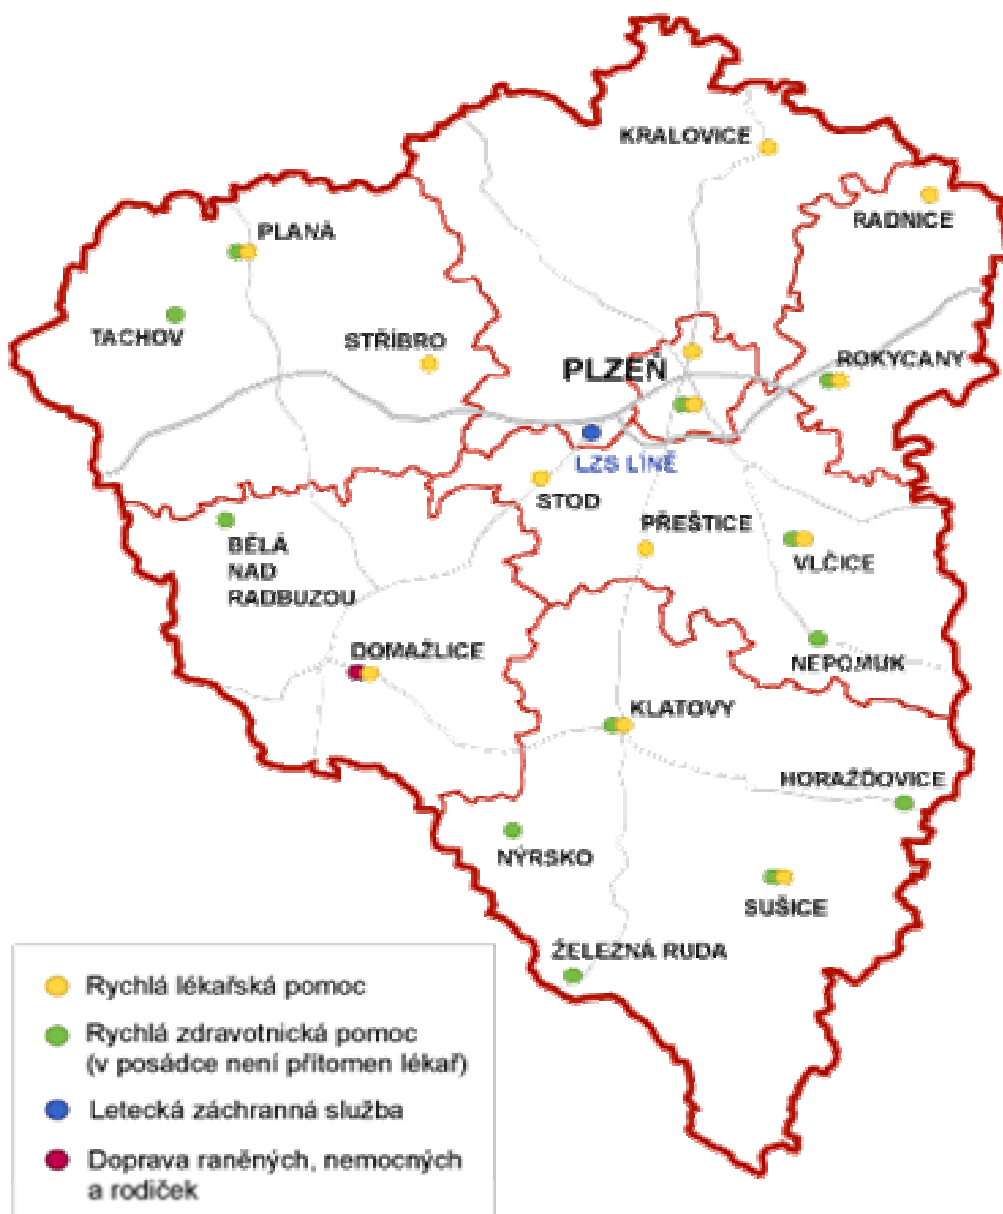 KRALOVICE
RADNICE
PLANÁ
TACHOV
STŘÍBRO
PLZEŇ
ROKYCANY
LZS LÍNĚ
STOD
PŘEŠTICE
VLČICE
BĚLÁ
NAD
RADBUZOU
DOMAŽLICE
NEPOMUK
KLATOVY
HORAŽĎOVICE
NÝRSKO
SUŠICE
ŽELEZNÁ RUDA
Rychlá lékařská pomoc
Rychlá zdravotnická pomoc
(v posádce není přítomen lékař)
Letecká záchranná služba
Doprava raněných, nemocných
a rodiček